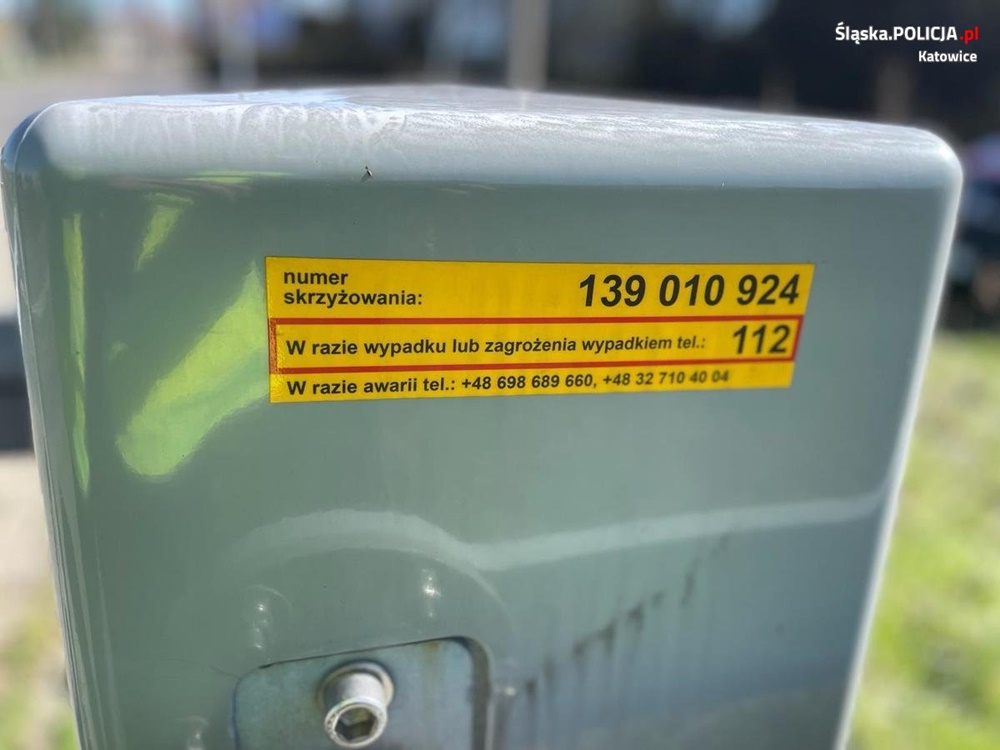 Śląska.POLICJA.pl
Katowice
numer
skrzyżowania: 139 010 924
W razie wypadku lub zagrożenia wypadkiem tel.: 112
W razie awarii tel.: +48 698 689 660, +48 32 710 40 04